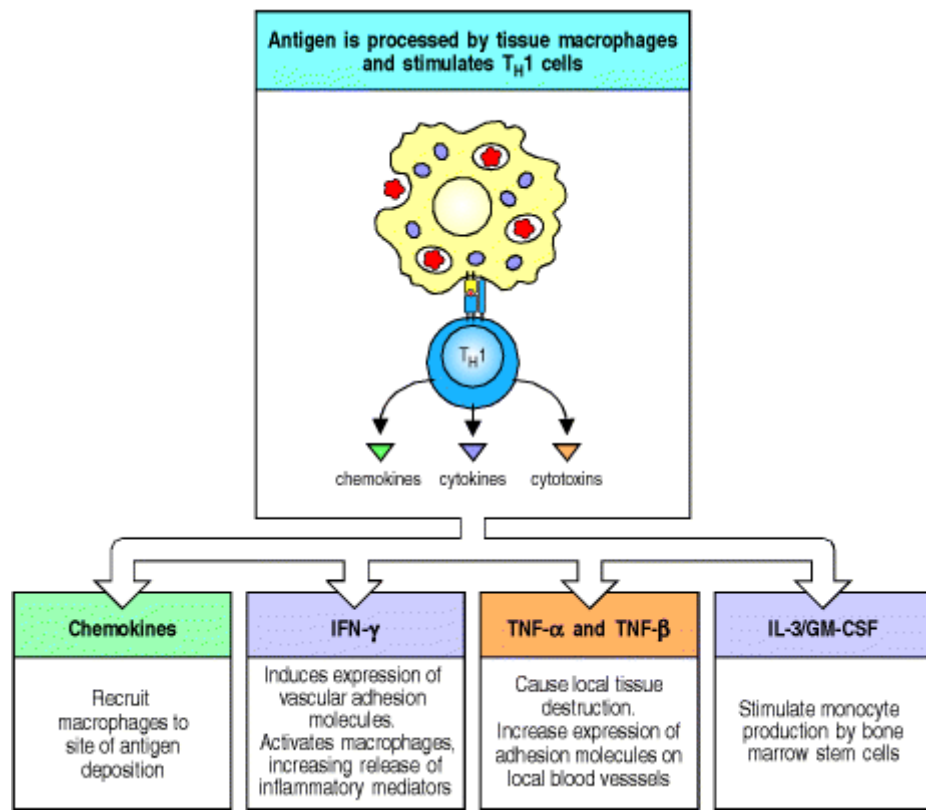 Antigen is processed by tissue macrophages
and stimulates TH1 cells
TH1
chemokines cytokines cytotoxins
Chemokines
Recruit
macrophages to
site of antigen
deposition
IFN-γ
Induces expression of
vascular adhesion
molecules.
Activates macrophages,
increasing release of
inflammatory mediators
TNF-α and TNF-β
Cause local tissue
destruction.
Increase expression of
adhesion molecules on
local blood vesssels
IL-3/GM-CSF
Stimulate monocyte
production by bone
marrow stem cells